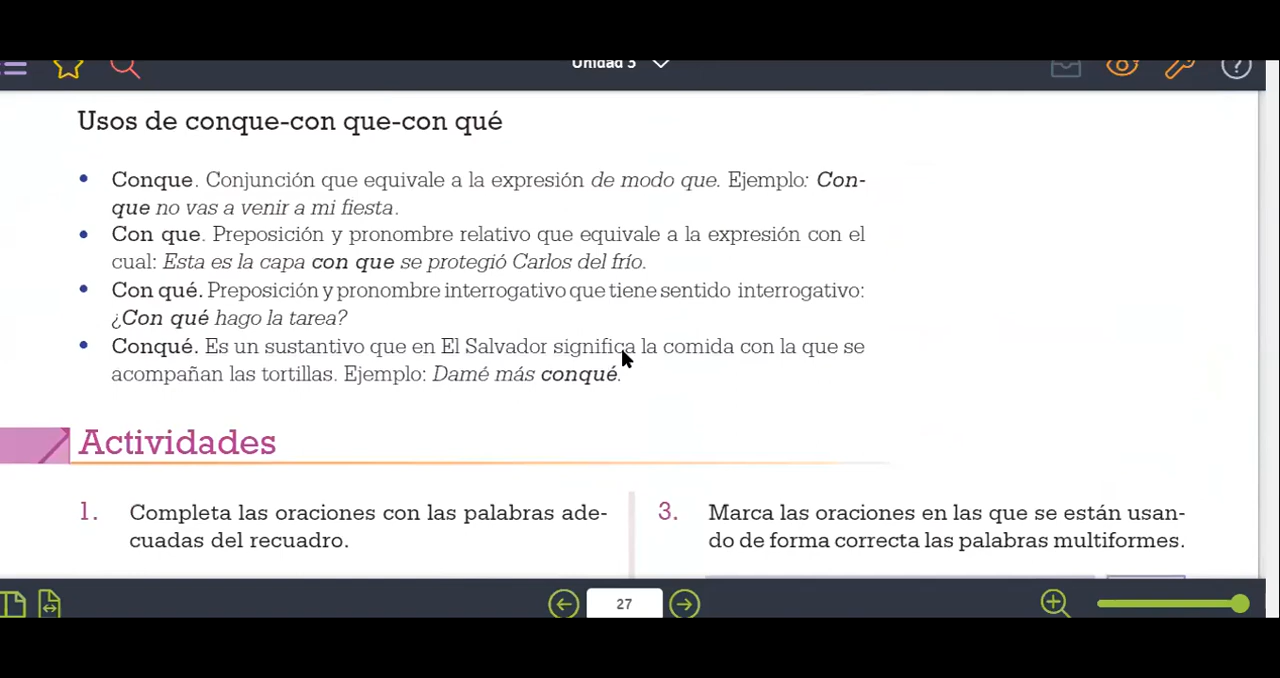 Unidad 3
Usos de conque-con que-con qué
• Conque. Conjunción que equivale a la expresión de modo que. Ejemplo: Con-
que no vas a venir a mi fiesta.
• Con que. Preposición y pronombre relativo que equivale a la expresión con el
cual: Esta es la capa con que se protegió Carlos del frío.
• Con qué. Preposición y pronombre interrogativo que tiene sentido interrogativo:
¿Con qué hago la tarea?
• Conqué. Es un sustantivo que en El Salvador significa la comida con la que se
acompañan las tortillas. Ejemplo: Damé más conqué.
Actividades
1. Completa las oraciones con las palabras ade-
cuadas del recuadro.
3. Marca las oraciones en las que se están usan-
do de forma correcta las palabras multiformes.
27